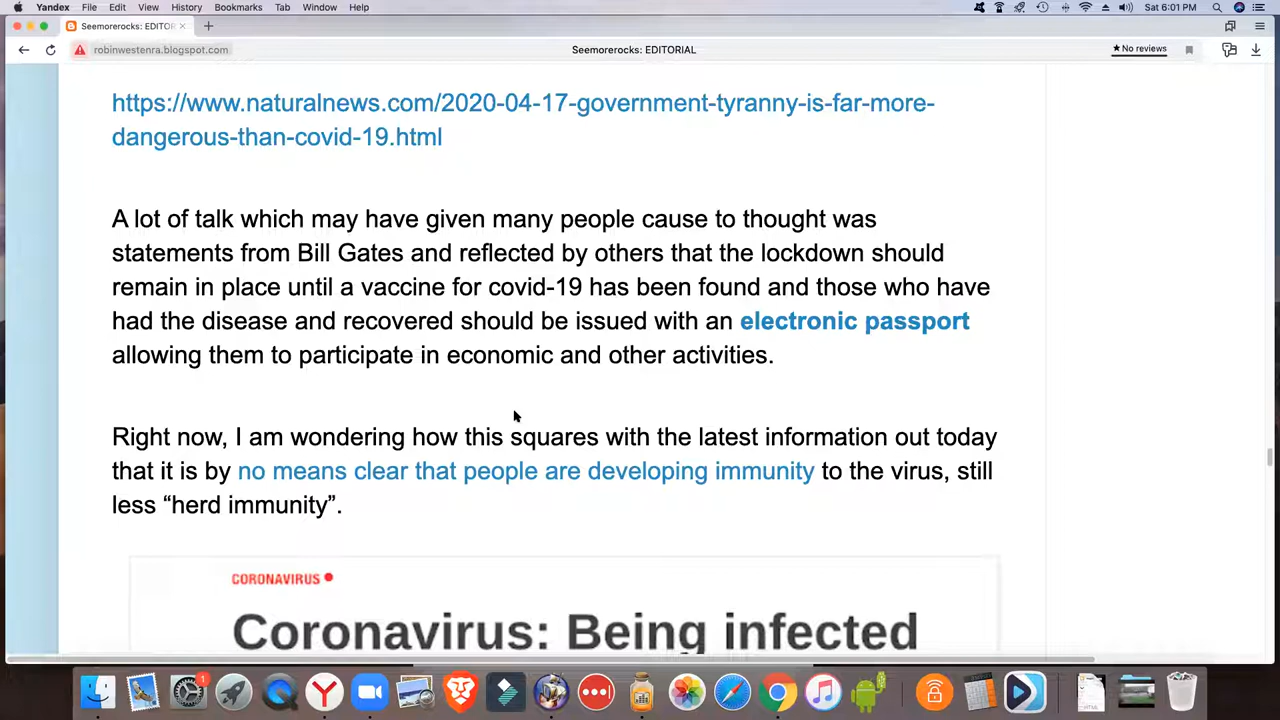 Yandex File Edit View History Bookmarks Tab Window Help
Sat 6:01 PM
Seemorerocks: EDITOR
robinwestenra.blogspot.com
Seemorerocks: EDITORIAL
★ No reviews
https://www.naturalnews.com/2020-04-17-government-tyranny-is-far-more-
dangerous-than-covid-19.html
A lot of talk which may have given many people cause to thought was
statements from Bill Gates and reflected by others that the lockdown should
remain in place until a vaccine for covid-19 has been found and those who have
had the disease and recovered should be issued with an electronic passport
allowing them to participate in economic and other activities.
Right now, I am wondering how this squares with the latest information out today
that it is by no means clear that people are developing immunity to the virus, still
less “herd immunity”.
CORONAVIRUS
Coronavirus: Being infected
1